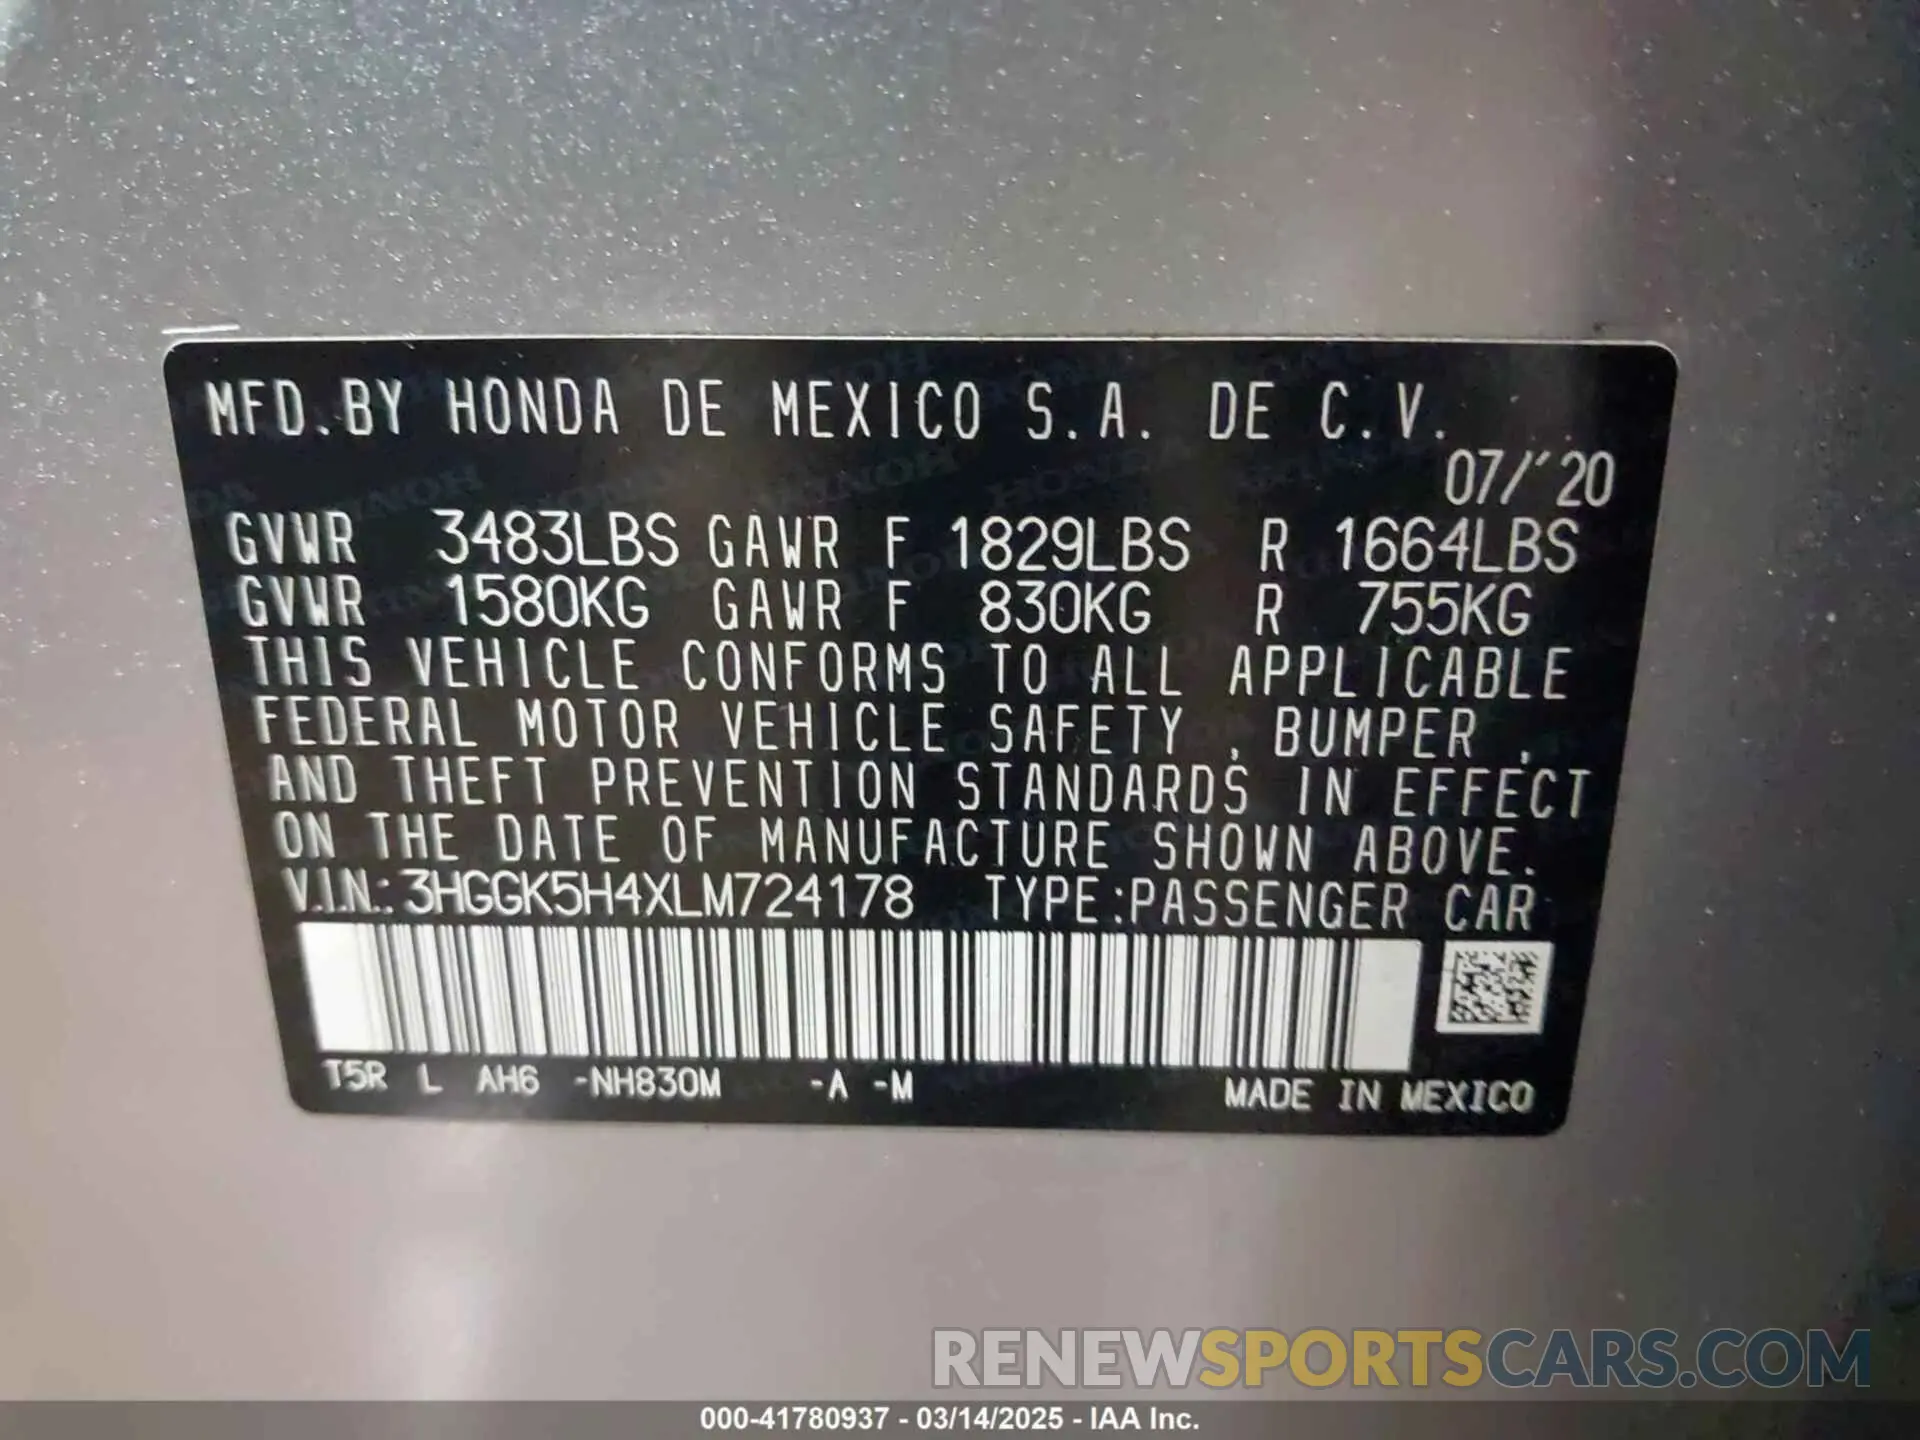 MFD.BY HONDA DE MEXICO S.A. DE C.V.
07/'20
GVWR 3483LBS GAWR F 1829LBS R 1664LBS
GVWR 1580KG GAWR F 830KG R 755KG
THIS VEHICLE CONFORMS TO ALL APPLICABLE
FEDERAL MOTOR VEHICLE SAFETY , BUMPER ,
AND THEFT PREVENTION STANDARDS IN EFFECT
ON THE DATE OF MANUFACTURE SHOWN ABOVE.
V.I.N.: 3HGGK5H4XLM724178 TYPE:PASSENGER CAR
T5R L AH6 -NH830M -A -M MADE IN MEXICO
RENEWSPORTSCARS.COM
000-41780937 - 03/14/2025 - IAA Inc.